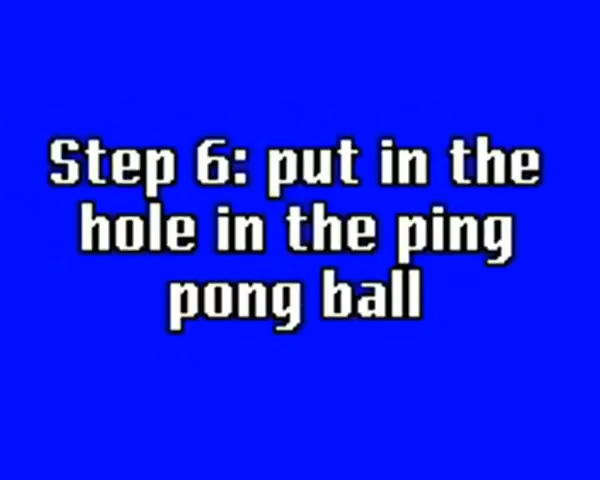 Step 6: put in the
hole in the ping
pong ball